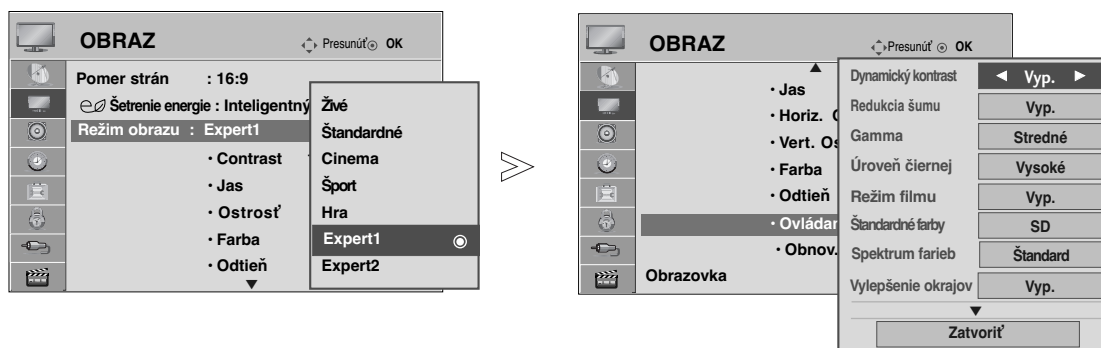 OBRAZ
Presunúť OK
Pomer strán : 16:9
Šetrenie energie : Inteligentný
Režim obrazu : Expert1
• Contrast
• Jas
• Ostrosť
• Farba
• Odtieň
▼
Živé
Štandardné
Cinema
Šport
Hra
Expert1
Expert2
OBRAZ
Presunúť OK
▲
• Jas
• Horiz.
• Vert.
• Farba
• Odtieň
• Ovládan
• Obnov.
Obrazovka
Dynamický kontrast ◄ Vyp. ►
Redukcia šumu Vyp.
Gamma Stredné
Úroveň čiernej Vysoké
Režim filmu Vyp.
Štandardné farby SD
Spektrum farieb Štandard
Vylepšenie okrajov Vyp.
▼
Zatvoriť